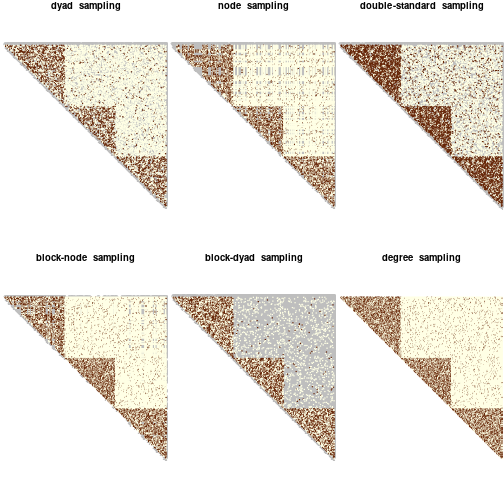 dyad sampling
node sampling
double-standard sampling
block-node sampling
block-dyad sampling
degree sampling